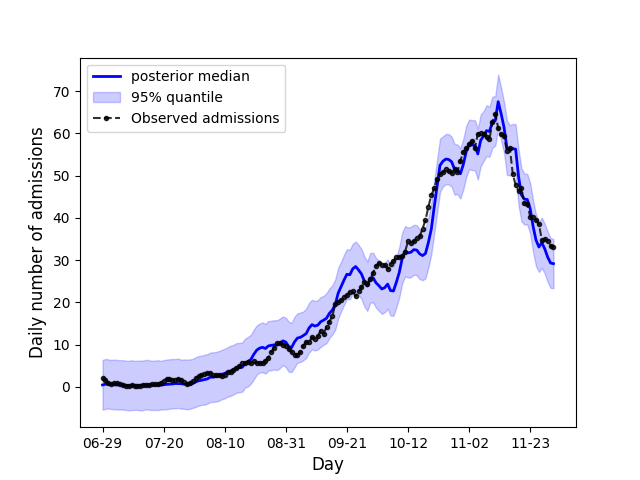 posterior median
95% quantile
Observed admissions
Daily number of admissions
70
60
50
40
30
20
10
0
06-29 07-20 08-10 08-31 09-21 10-12 11-02 11-23
Day